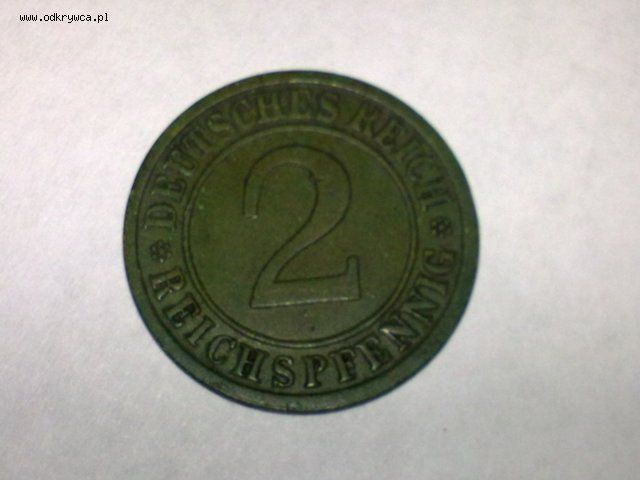 www.odkrywca.pl
DEUTSCHES REICH
2
* REICHSPFENNIG *